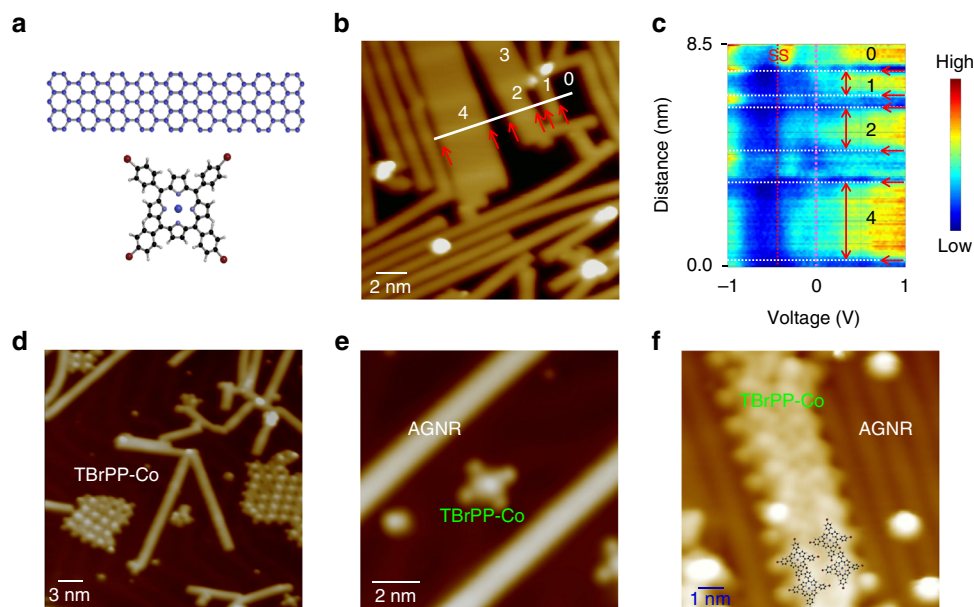 a
b
3
0
1
2
4
2 nm
c
8.5
SS
0
High
1
2
Distance (nm)
4
Low
0.0
−1
0
1
Voltage (V)
d
TBrPP-Co
3 nm
e
AGNR
TBrPP-Co
2 nm
f
TBrPP-Co
AGNR
1 nm